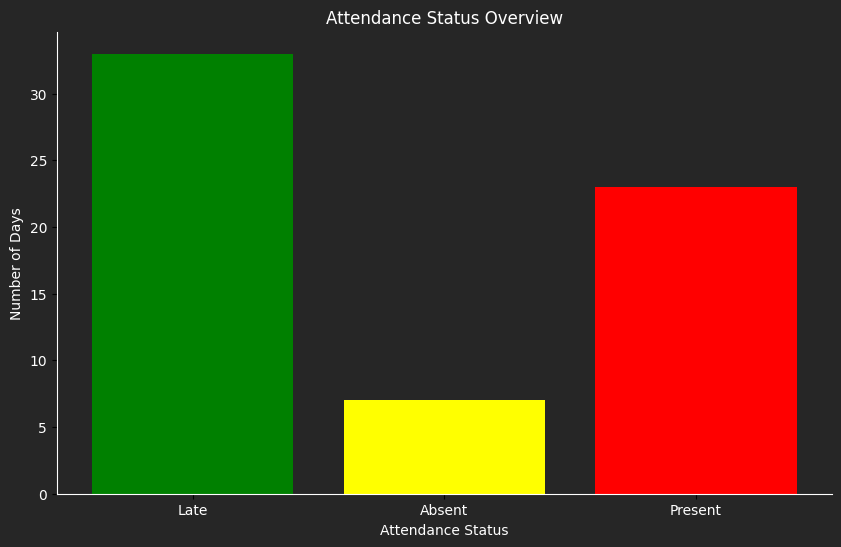 Attendance Status Overview
Number of Days
30
25
20
15
10
5
0
Late Absent Present
Attendance Status